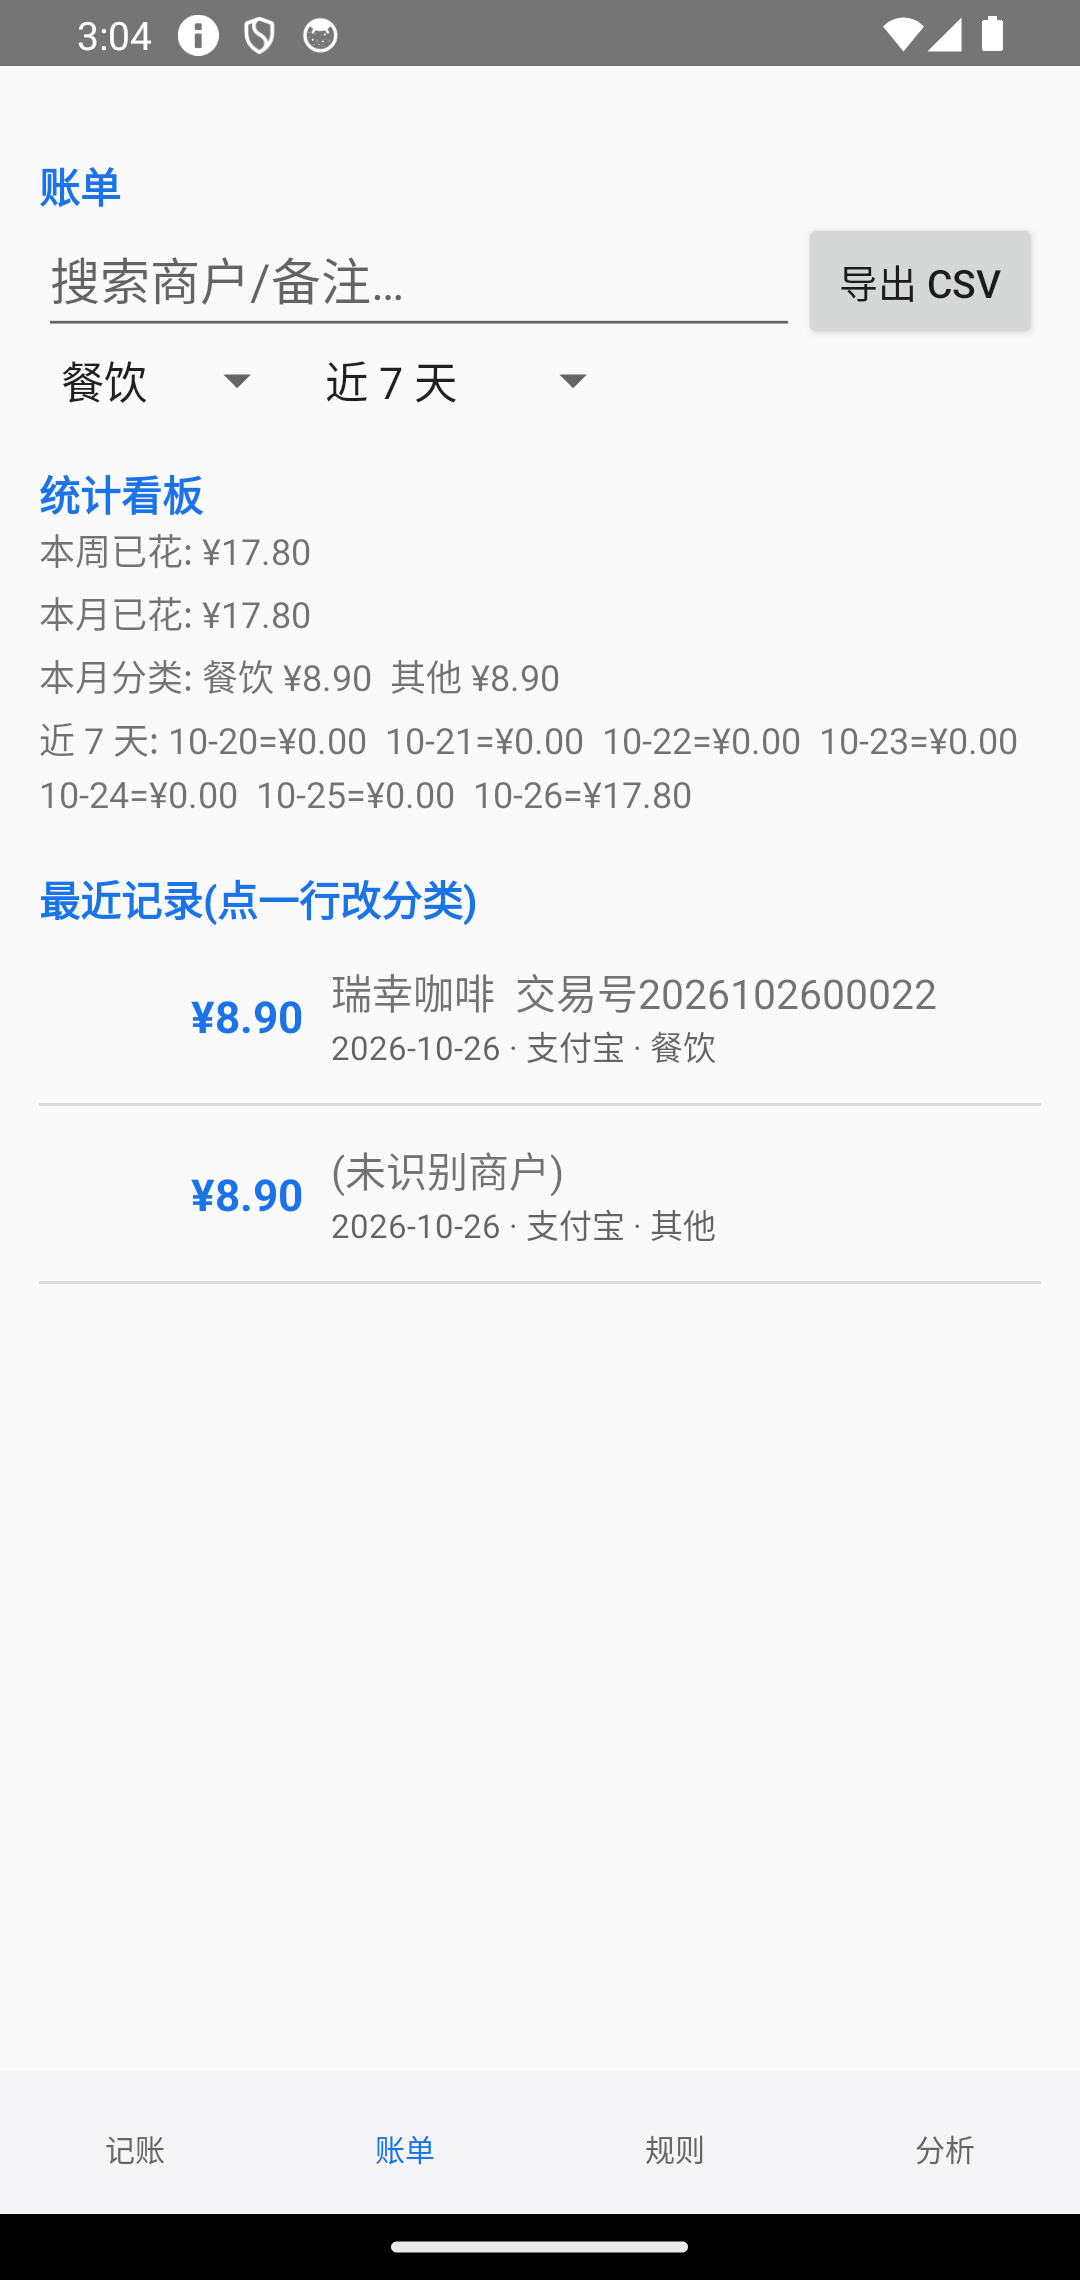 3:04
账单
搜索商户/备注...
导出 CSV
餐饮
近 7 天
统计看板
本周已花: ¥17.80
本月已花: ¥17.80
本月分类: 餐饮 ¥8.90  其他 ¥8.90
近 7 天: 10-20=¥0.00  10-21=¥0.00  10-22=¥0.00  10-23=¥0.00
10-24=¥0.00  10-25=¥0.00  10-26=¥17.80
最近记录(点一行改分类)
¥8.90
瑞幸咖啡  交易号2026102600022
2026-10-26 · 支付宝 · 餐饮
¥8.90
(未识别商户)
2026-10-26 · 支付宝 · 其他
记账
账单
规则
分析